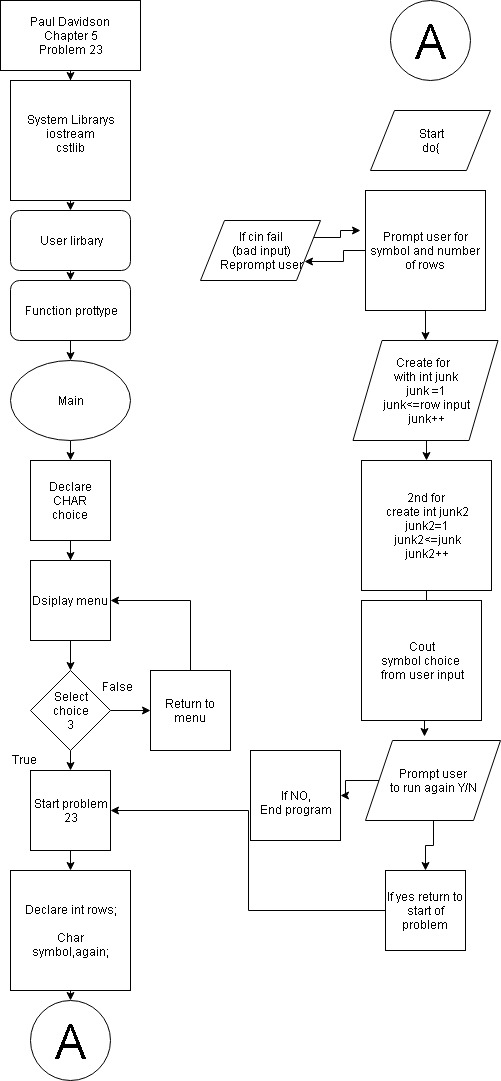 Paul Davidson
Chapter 5
Problem 23
System Librarys
iostream
cstlib
User lirbary
Function prottype
Main
Declare
CHAR
choice
Dsiplay menu
Select
choice
3
False
Return to
menu
True
Start problem
23
Declare int rows;
Char
symbol,again;
A
A
Start
do{
Prompt user for
symbol and number
of rows
If cin fail
(bad input)
Reprompt user
Create for
with int junk
junk =1
junk<=row input
junk++
2nd for
create int junk2
junk2=1
junk2<=junk
junk2++
Cout
symbol choice
from user input
Prompt user
to run again Y/N
If NO,
End program
If yes return to
start of
problem